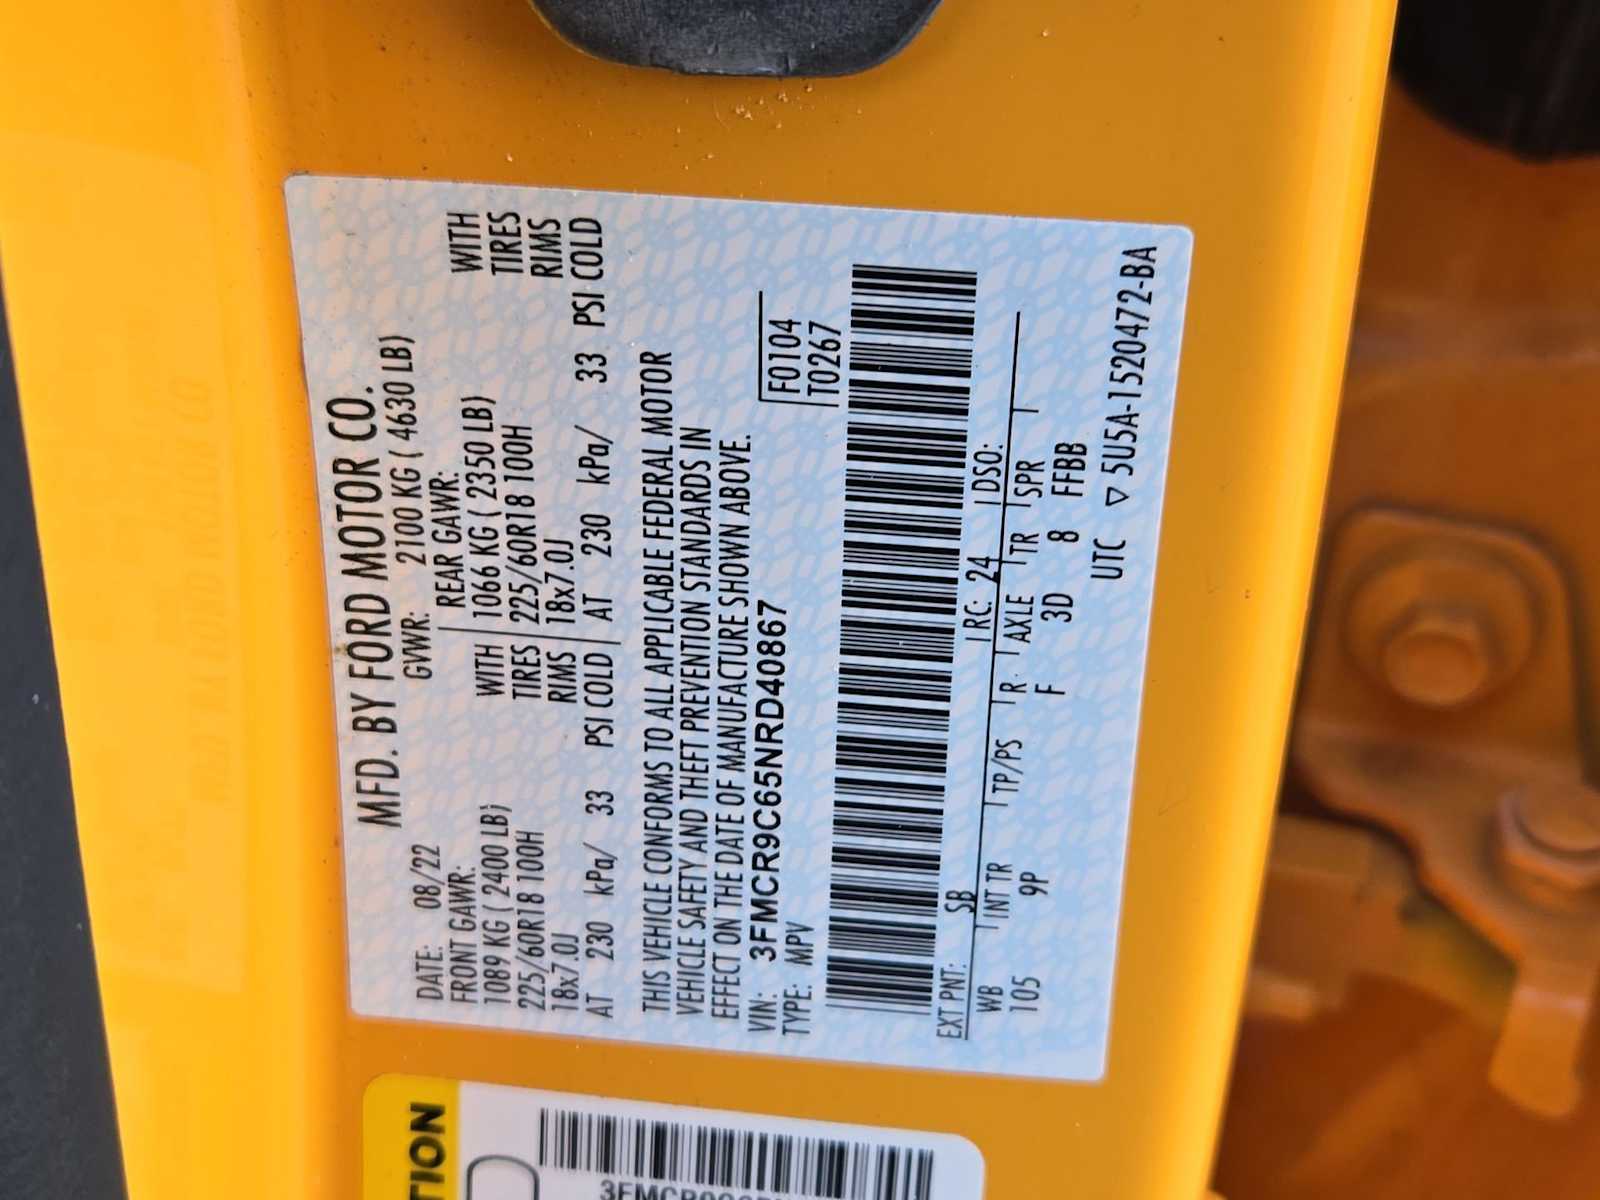 MFD. BY FORD MOTOR CO.
DATE: 08/22 GVWR: 2100 KG ( 4630 LB)
FRONT GAWR: REAR GAWR:
1089 KG ( 2400 LB) WITH 1066 KG ( 2350 LB) WITH
225/60R18 100H TIRES 225/60R18 100H TIRES
18x7.0J RIMS 18x7.0J RIMS
AT 230 kPa/ 33 PSI COLD AT 230 kPa/ 33 PSI COLD
THIS VEHICLE CONFORMS TO ALL APPLICABLE FEDERAL MOTOR
VEHICLE SAFETY AND THEFT PREVENTION STANDARDS IN
EFFECT ON THE DATE OF MANUFACTURE SHOWN ABOVE.
VIN: 3FMCR9C65NRD40867 F0104
TYPE: MPV T0267
EXT PNT: SB RC: 24 DSO:
WB INT TR TP/PS R AXLE TR SPR
105 9P F 3D 8 FFBB
UTC ▽ 5U5A-1520472-BA
TION